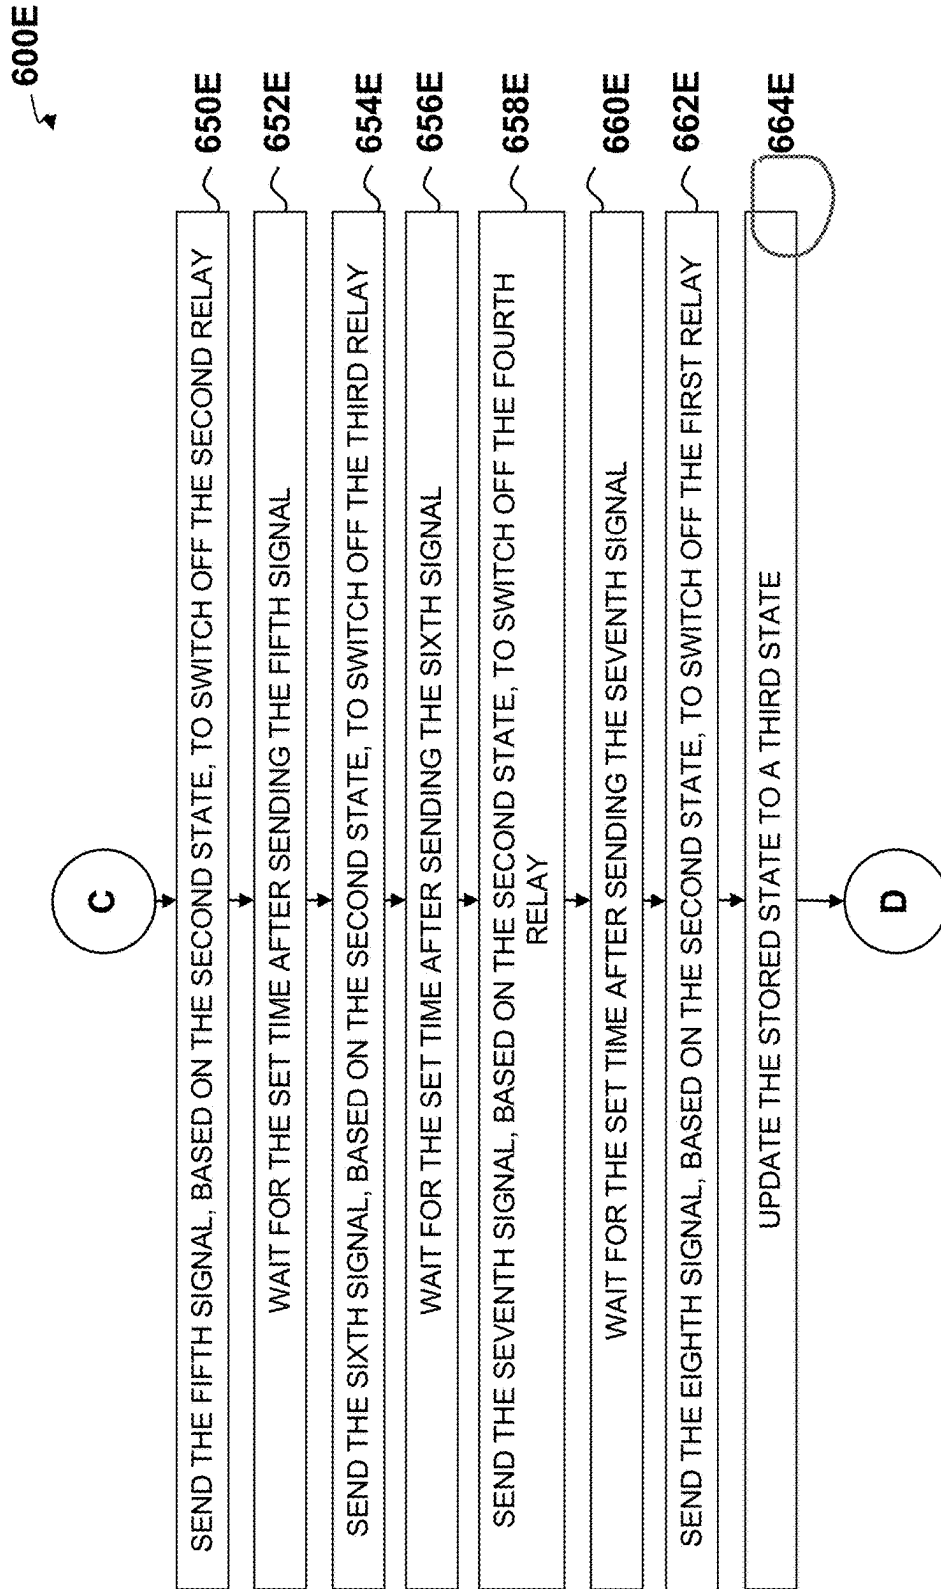 600E
C
SEND THE FIFTH SIGNAL, BASED ON THE SECOND STATE, TO SWITCH OFF THE SECOND RELAY
650E
WAIT FOR THE SET TIME AFTER SENDING THE FIFTH SIGNAL
652E
SEND THE SIXTH SIGNAL, BASED ON THE SECOND STATE, TO SWITCH OFF THE THIRD RELAY
654E
WAIT FOR THE SET TIME AFTER SENDING THE SIXTH SIGNAL
656E
SEND THE SEVENTH SIGNAL, BASED ON THE SECOND STATE, TO SWITCH OFF THE FOURTH
RELAY
658E
WAIT FOR THE SET TIME AFTER SENDING THE SEVENTH SIGNAL
660E
SEND THE EIGHTH SIGNAL, BASED ON THE SECOND STATE, TO SWITCH OFF THE FIRST RELAY
662E
UPDATE THE STORED STATE TO A THIRD STATE
664E
D